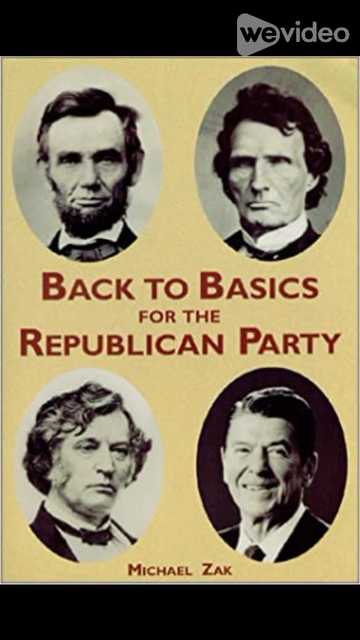 wevideo
BACK TO BASICS
FOR THE
REPUBLICAN PARTY
MICHAEL ZAK